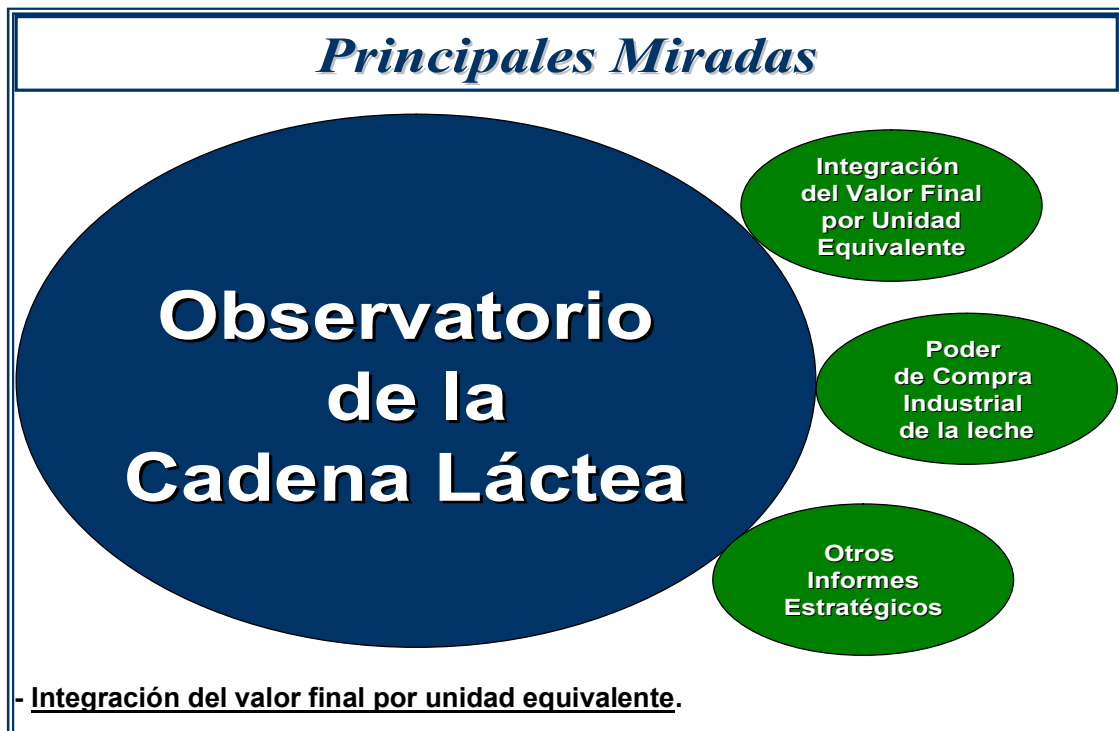 Principales Miradas
Observatorio
de la
Cadena Láctea
Integración
del Valor Final
por Unidad
Equivalente
Poder
de Compra
Industrial
de la leche
Otros
Informes
Estratégicos
- Integración del valor final por unidad equivalente.